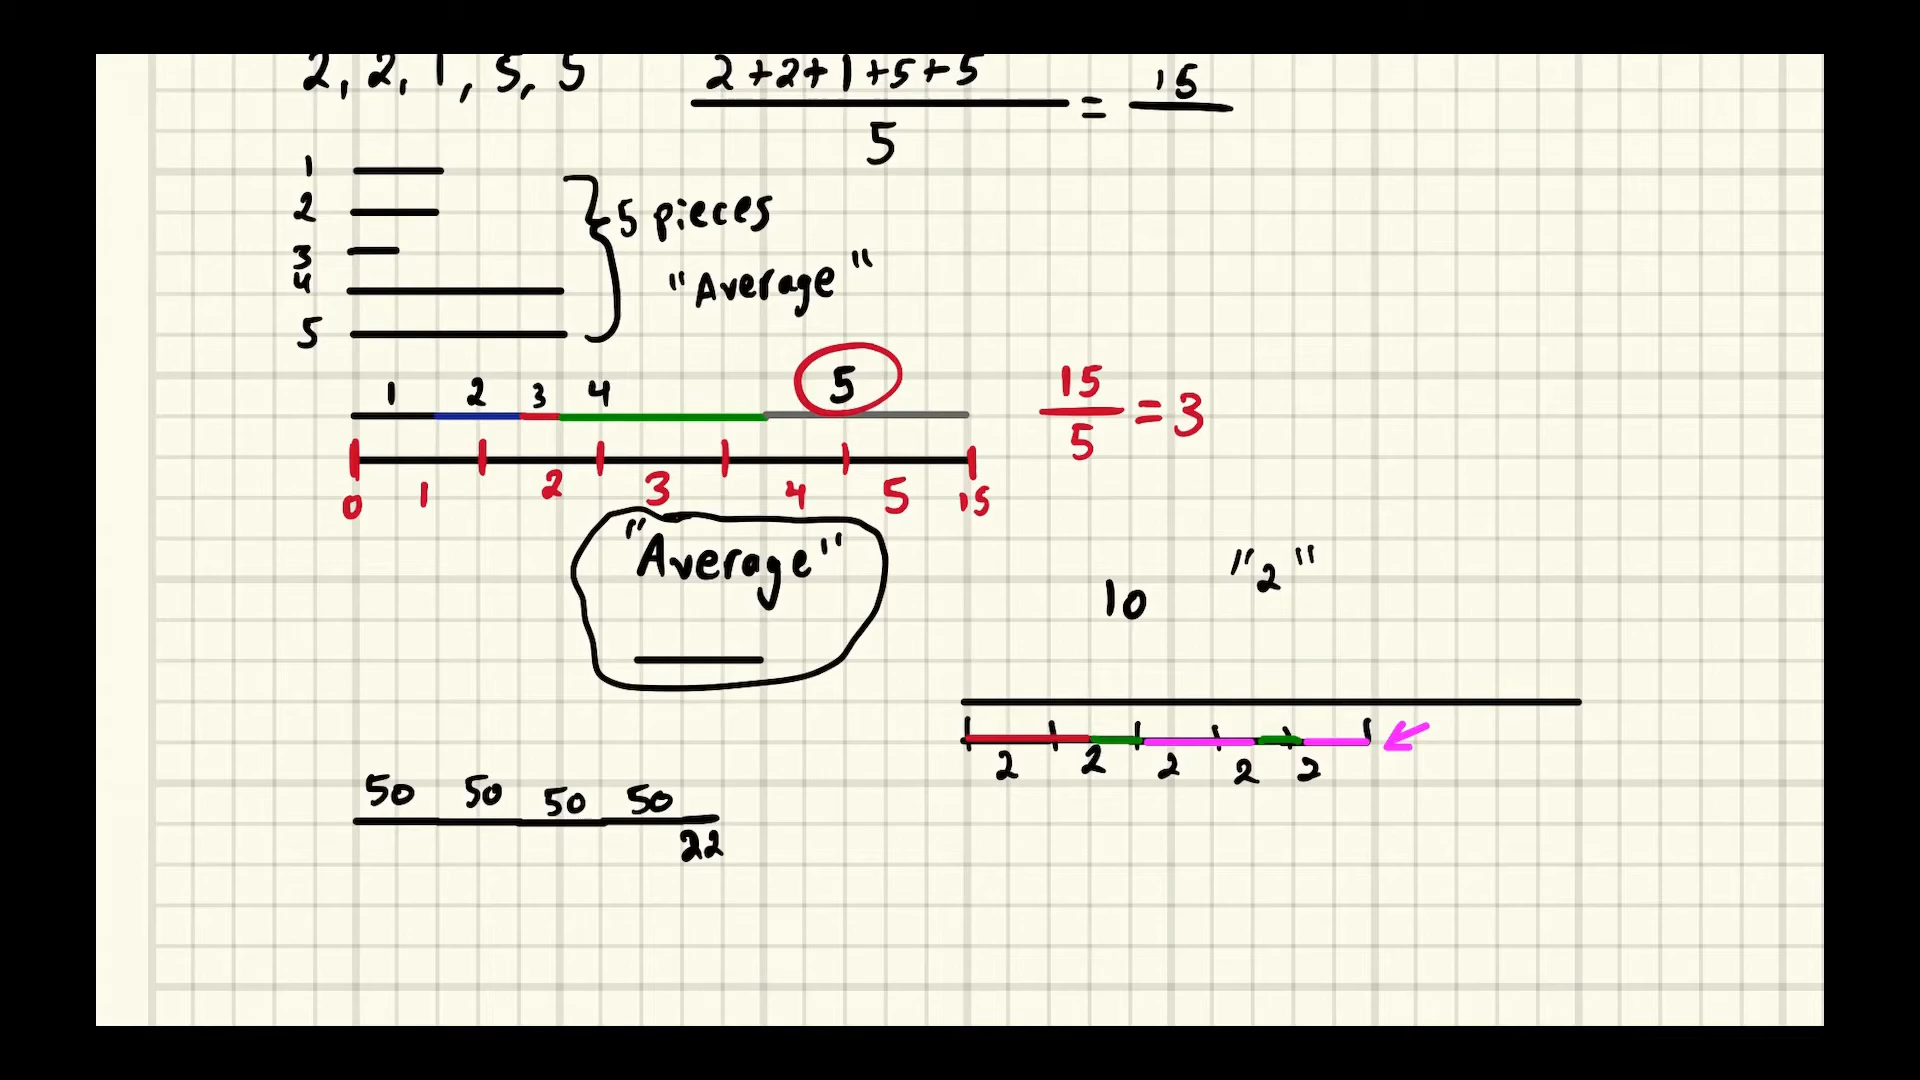 2, 2, 1, 5, 5
2+2+1+5+5 = 15
5
1
2
3
4
5
5 pieces
"Average"
1 2 3 4 5
15
5
= 3
0 1 2 3 4 5 15
"Average"
10 "2"
2 2 2 2 2
50 50 50 50
22